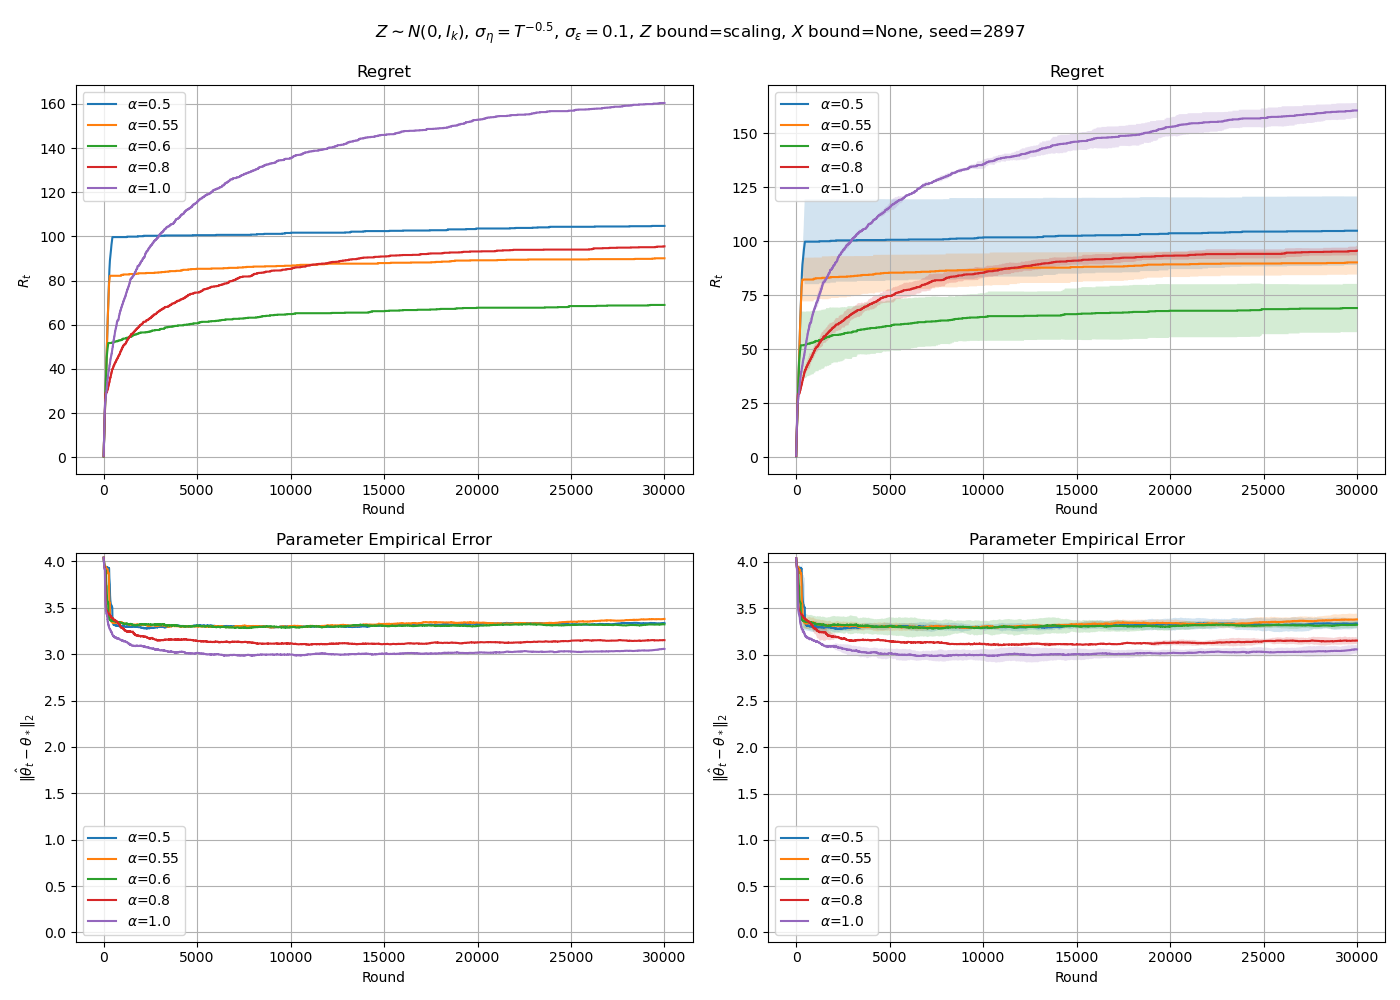 Z ~ N(0, I_k), σ_η = T^{-0.5}, σ_ε = 0.1, Z bound=scaling, X bound=None, seed=2897
Regret
R_t
160
140
120
100
80
60
40
20
0
α=0.5
α=0.55
α=0.6
α=0.8
α=1.0
0 5000 10000 15000 20000 25000 30000
Round
Regret
R_t
150
125
100
75
50
25
0
α=0.5
α=0.55
α=0.6
α=0.8
α=1.0
0 5000 10000 15000 20000 25000 30000
Round
Parameter Empirical Error
‖θ̂_t − θ_*‖_2
4.0
3.5
3.0
2.5
2.0
1.5
1.0
0.5
0.0
α=0.5
α=0.55
α=0.6
α=0.8
α=1.0
0 5000 10000 15000 20000 25000 30000
Round
Parameter Empirical Error
‖θ̂_t − θ_*‖_2
4.0
3.5
3.0
2.5
2.0
1.5
1.0
0.5
0.0
α=0.5
α=0.55
α=0.6
α=0.8
α=1.0
0 5000 10000 15000 20000 25000 30000
Round